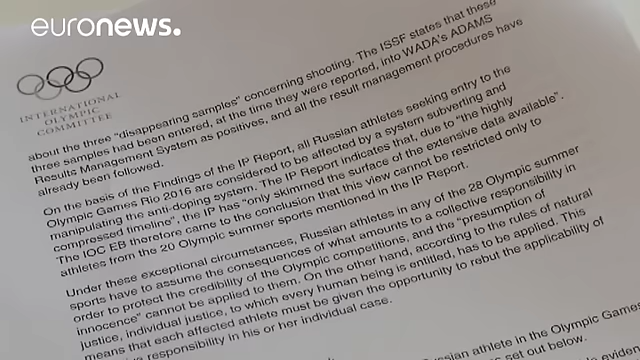 euronews.
INTERNATIONAL
OLYMPIC
COMMITTEE
about the three "disappearing samples" concerning shooting. The ISSF states that these
three samples had been entered, at the time they were reported, into WADA's ADAMS
Results Management System as positives, and all the result management procedures have
already been followed.
On the basis of the Findings of the IP Report, all Russian athletes seeking entry to the
Olympic Games Rio 2016 are considered to be affected by a system subverting and
manipulating the anti-doping system. The IP Report indicates that, due to "the highly
compressed timeline", the IP has "only skimmed the surface of the extensive data available".
The IOC EB therefore came to the conclusion that this view cannot be restricted only to
athletes from the 20 Olympic summer sports mentioned in the IP Report.
Under these exceptional circumstances, Russian athletes in any of the 28 Olympic summer
sports have to assume the consequences of what amounts to a collective responsibility in
order to protect the credibility of the Olympic competitions, and the "presumption of
innocence" cannot be applied to them. On the other hand, according to the rules of natural
justice, individual justice, to which every human being is entitled, has to be applied. This
means that each affected athlete must be given the opportunity to rebut the applicability of
responsibility in his or her individual case.
athlete in the Olympic Games
set out below.